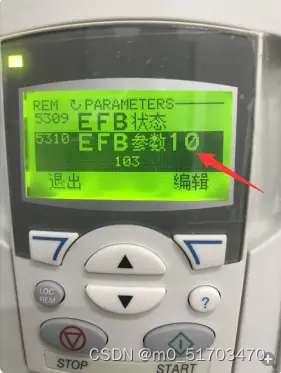 REM ↻ PARAMETERS
5309 EFB状态
5310 EFB参数10
103
退出 编辑
LOC
REM
?
STOP START
CSDN @m0_51703470